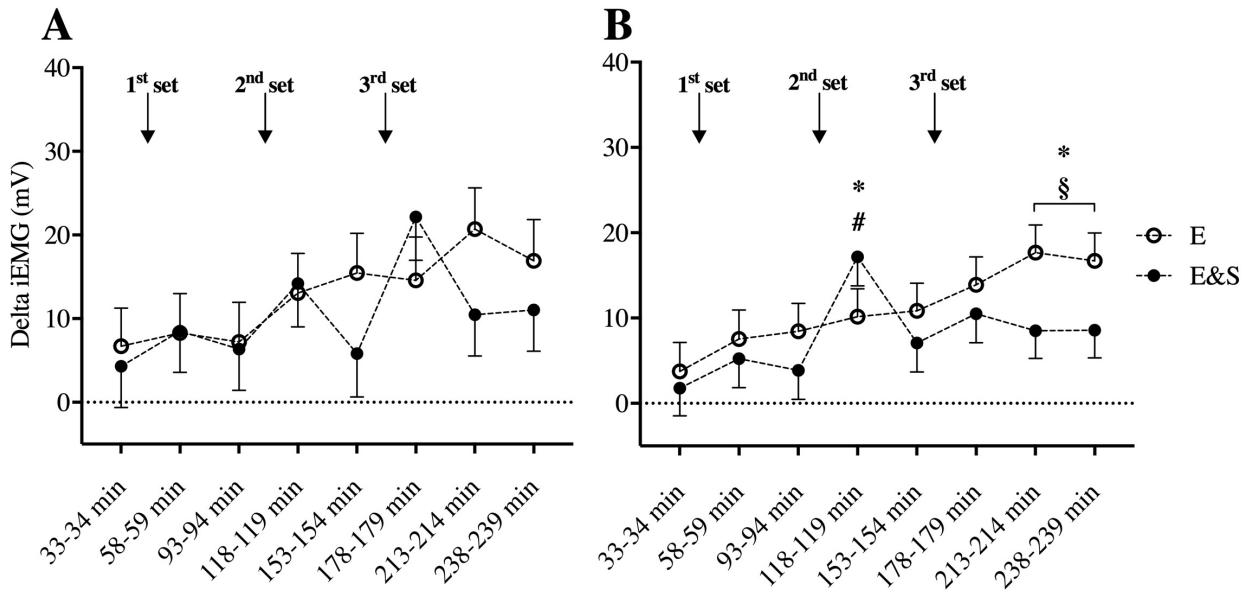 A
Delta iEMG (mV)
40
30
20
10
0
1st set
2nd set
3rd set
33-34 min
58-59 min
93-94 min
118-119 min
153-154 min
178-179 min
213-214 min
238-239 min
B
40
30
20
10
0
1st set
2nd set
3rd set
*
#
*
§
33-34 min
58-59 min
93-94 min
118-119 min
153-154 min
178-179 min
213-214 min
238-239 min
E
E&S